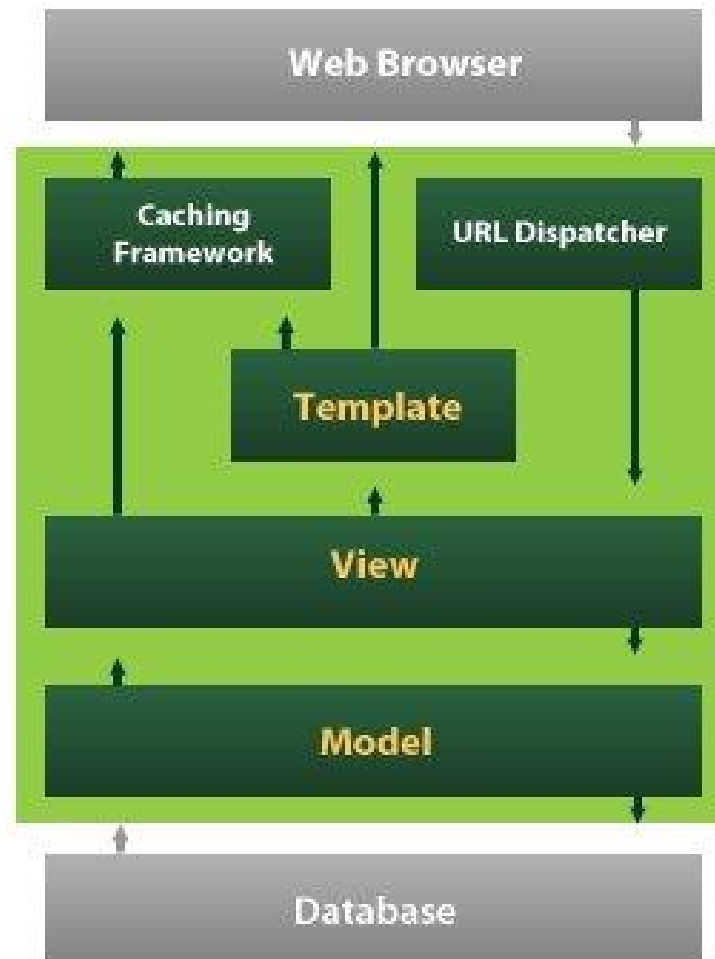 Web Browser
Caching
Framework
URL Dispatcher
Template
View
Model
Database